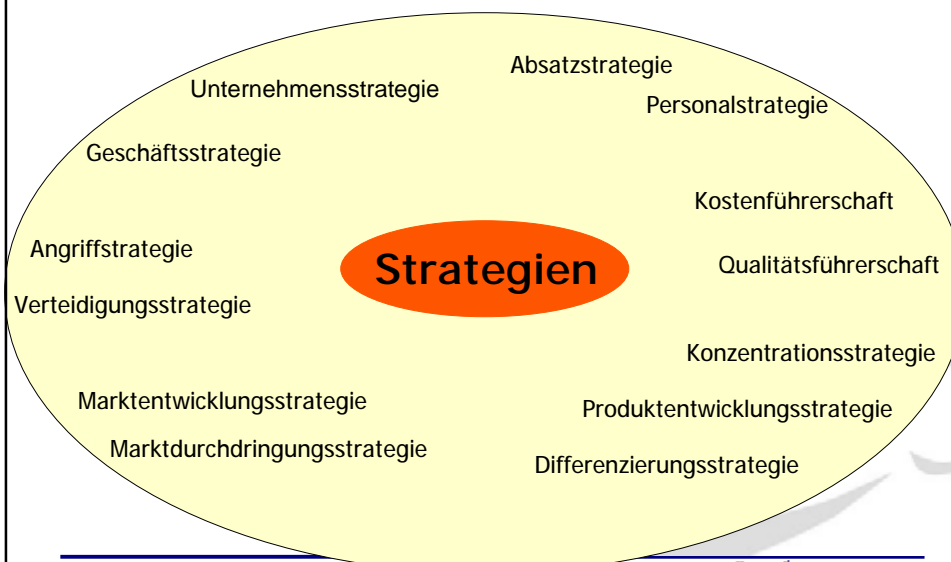 Absatzstrategie
Unternehmensstrategie
Personalstrategie
Geschäftsstrategie
Kostenführerschaft
Angriffstrategie
Strategien
Qualitätsführerschaft
Verteidigungsstrategie
Konzentrationsstrategie
Marktentwicklungsstrategie
Produktentwicklungsstrategie
Marktdurchdringungsstrategie
Differenzierungsstrategie